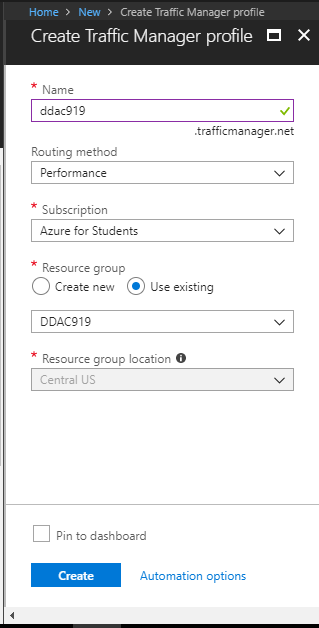 Home > New > Create Traffic Manager profile
Create Traffic Manager profile
* Name
ddac919
.trafficmanager.net
Routing method
Performance
* Subscription
Azure for Students
* Resource group
Create new Use existing
DDAC919
* Resource group location
Central US
Pin to dashboard
Create Automation options